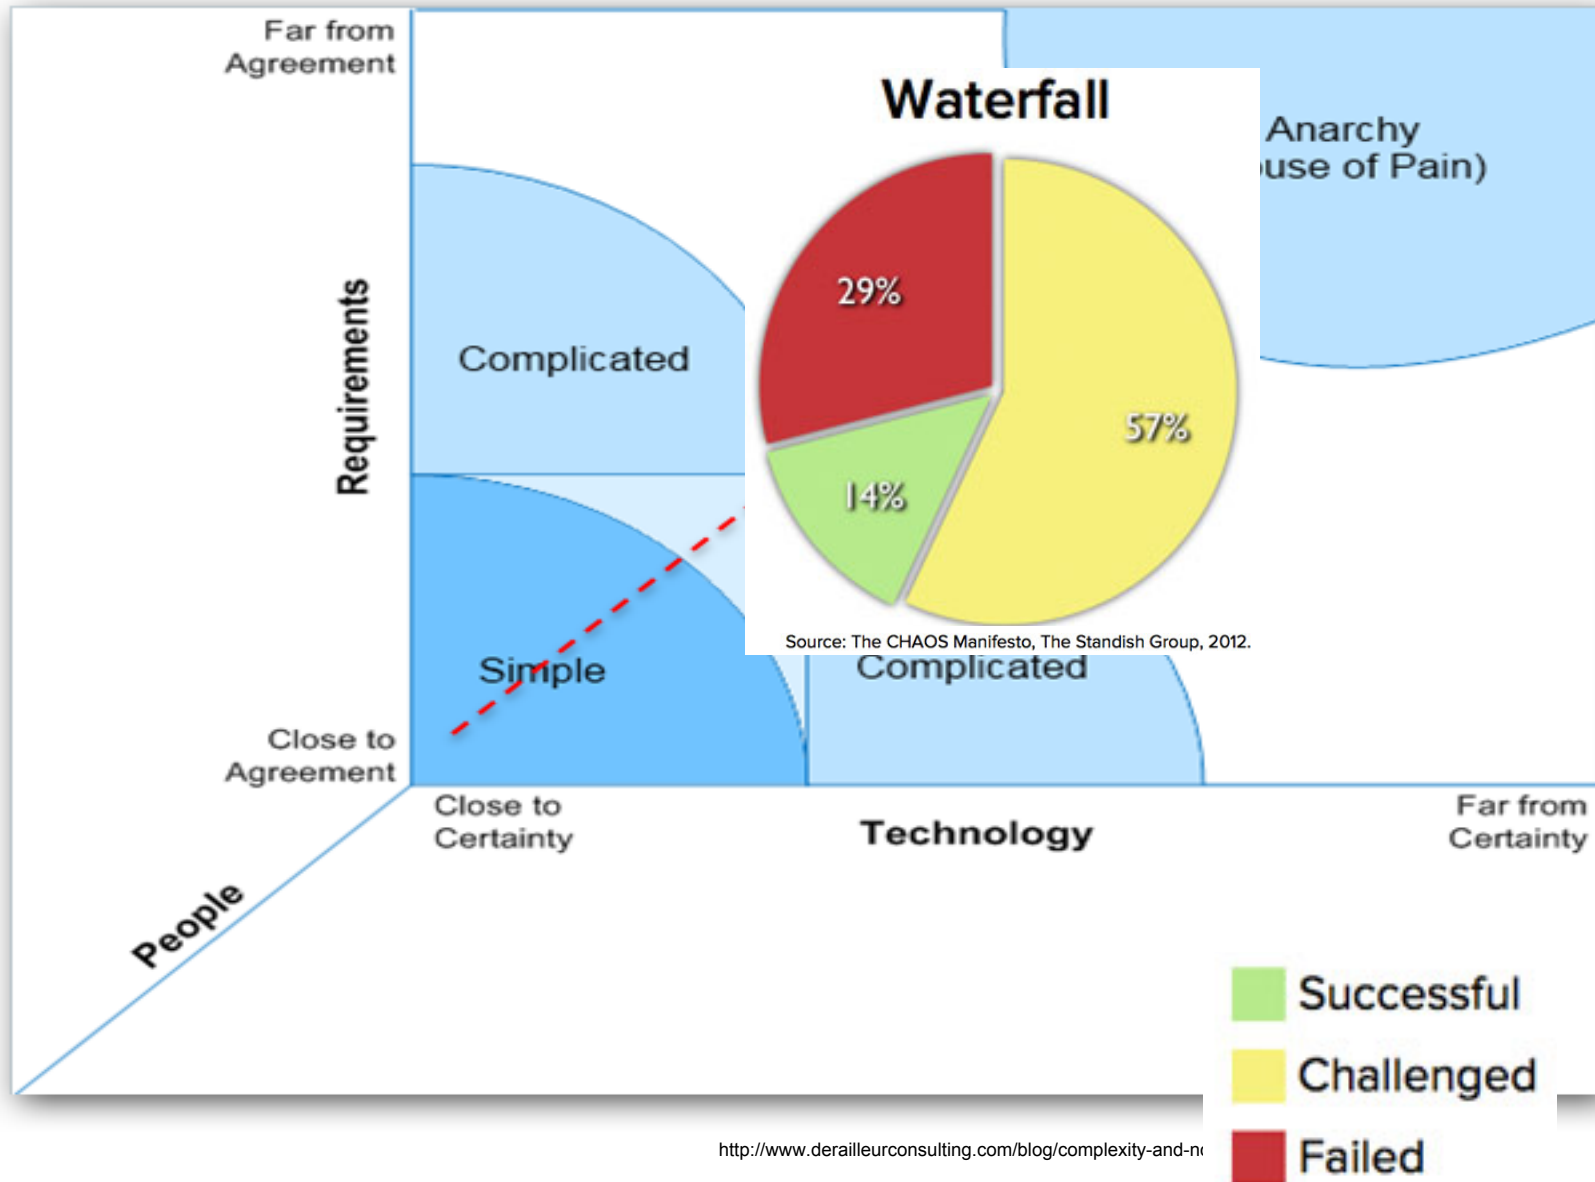 Far from
Agreement
Waterfall
Anarchy
use of Pain)
29%
Requirements
Complicated
57%
14%
Source: The CHAOS Manifesto, The Standish Group, 2012.
Simple
Complicated
Close to
Agreement
Close to
Certainty
Technology
Far from
Certainty
People
Successful
Challenged
http://www.derailleurconsulting.com/blog/complexity-and-n
Failed